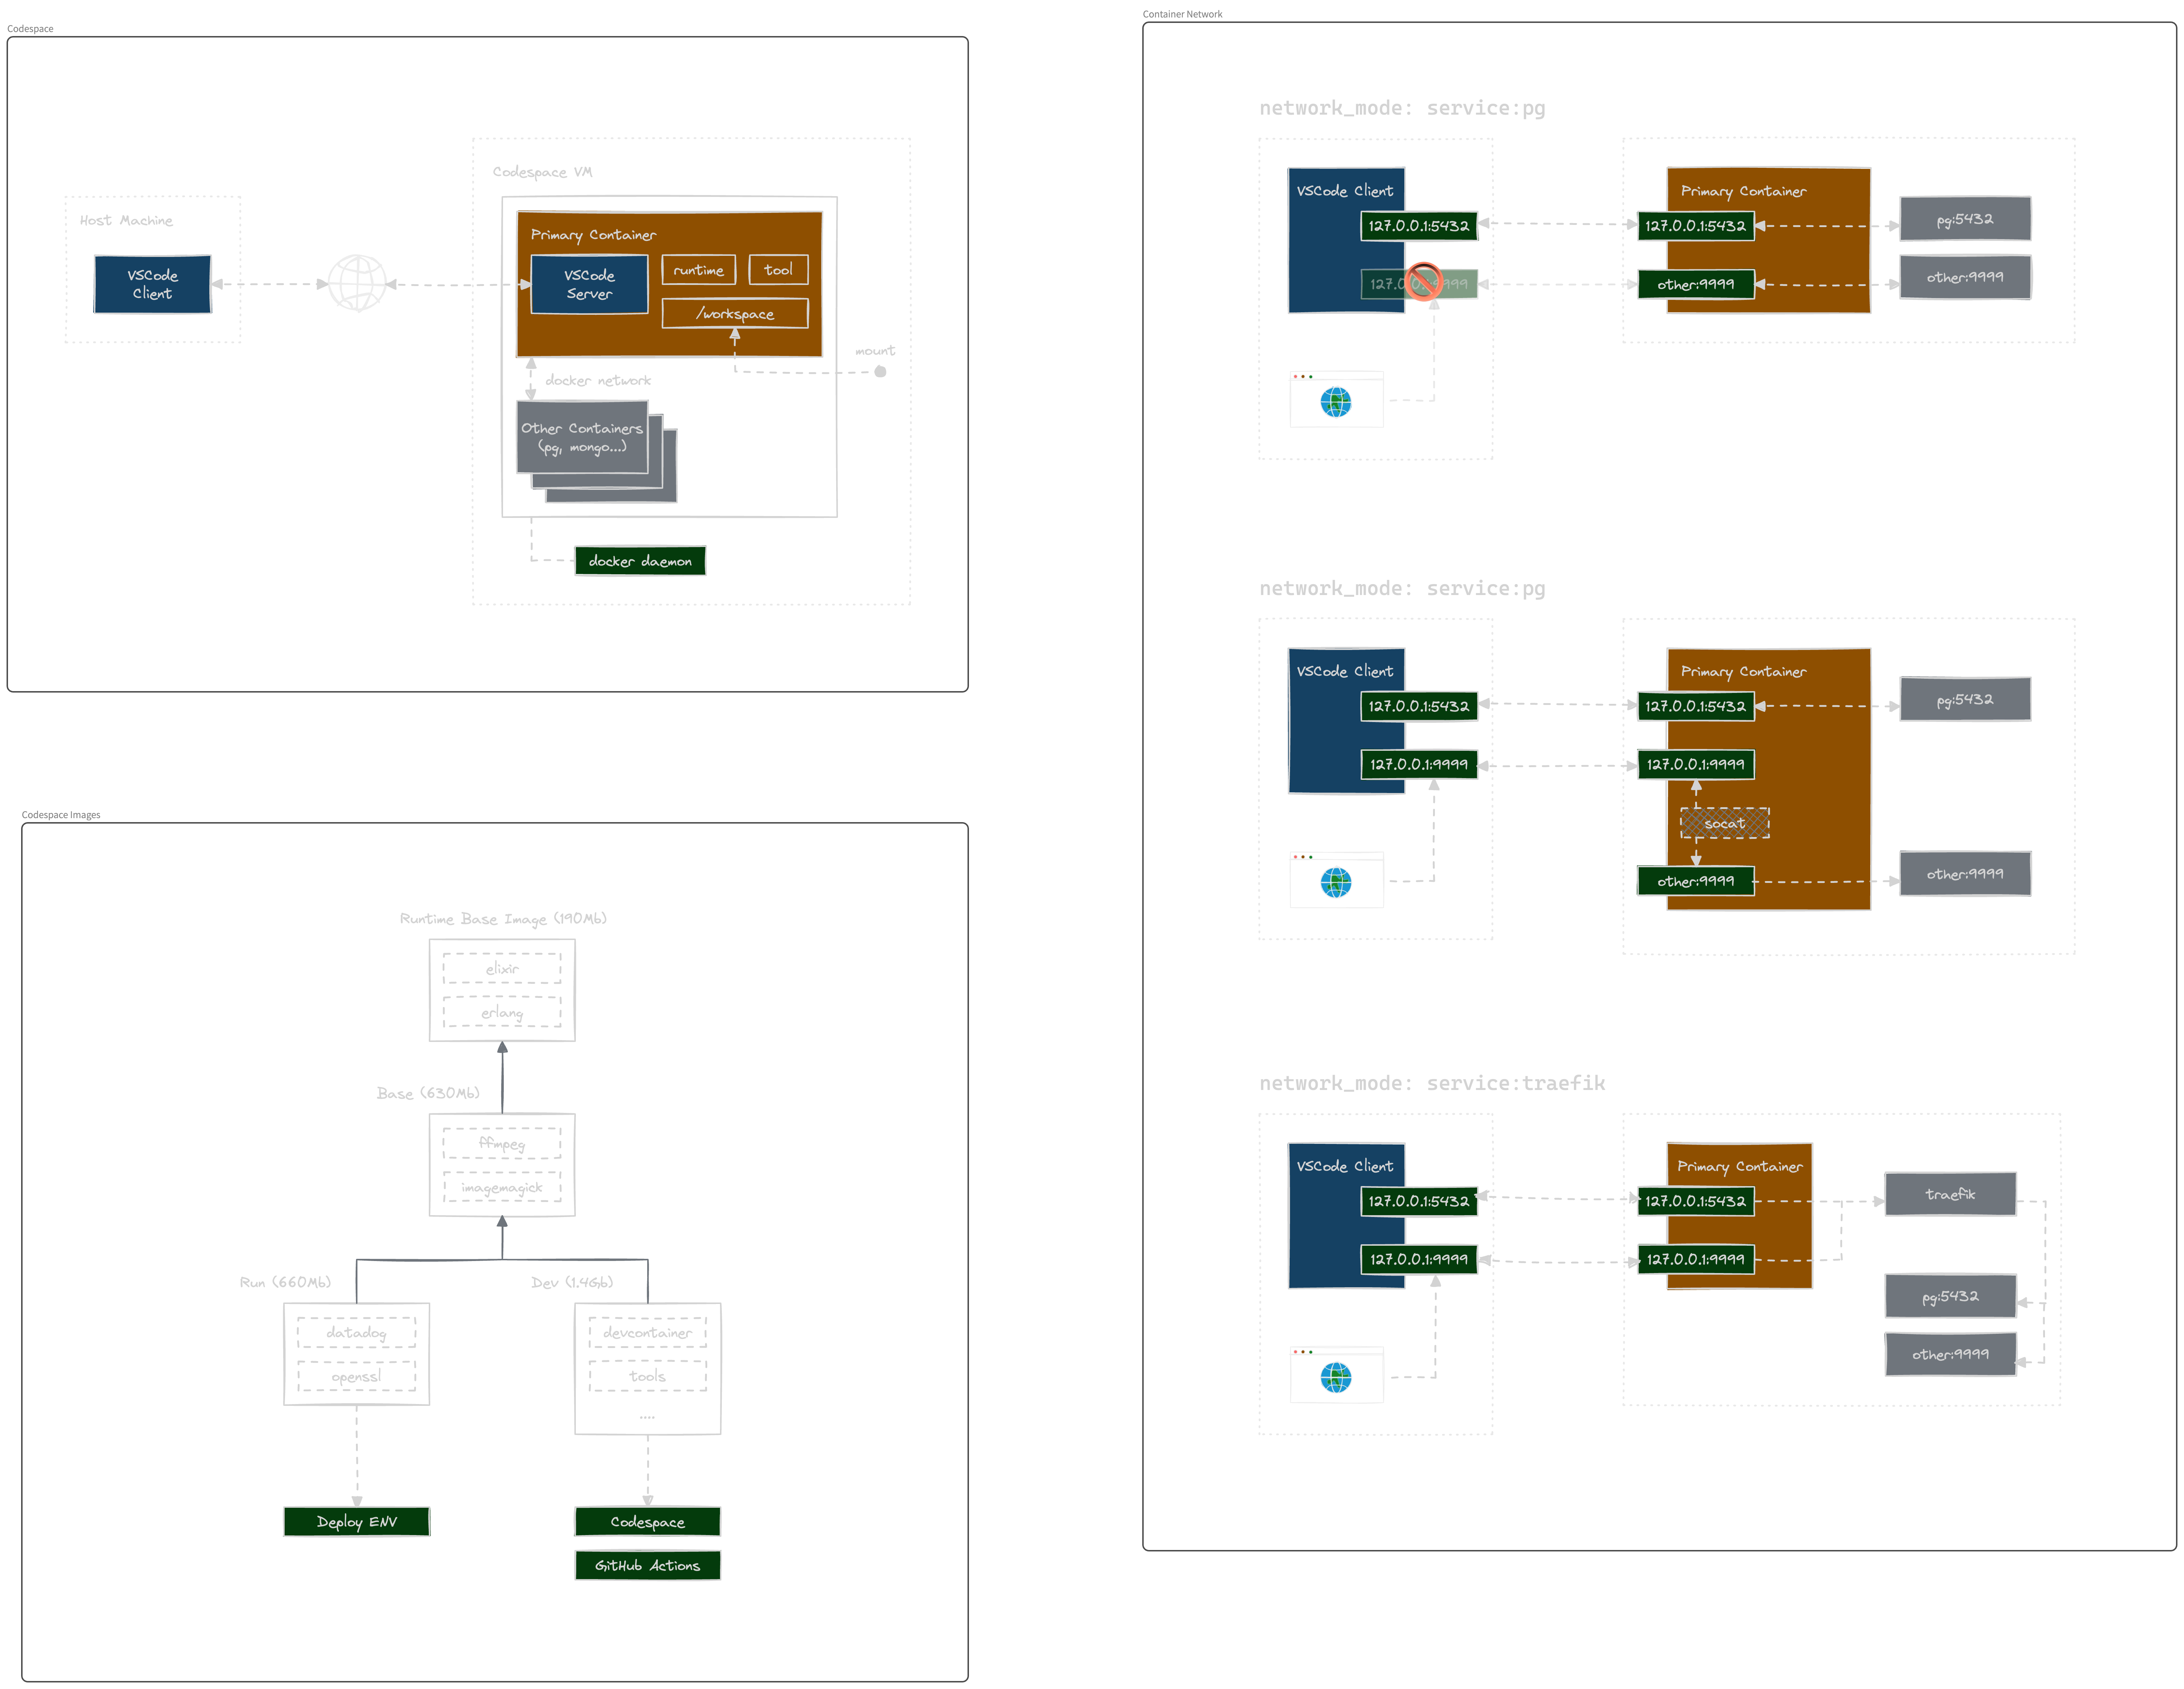 Codespace
Host Machine
VSCode
Client
Codespace VM
Primary Container
VSCode
Server
runtime
tool
/workspace
mount
docker network
Other Containers
(pg, mongo...)
docker daemon
Codespace Images
Runtime Base Image (190Mb)
elixir
erlang
Base (630Mb)
ffmpeg
imagemagick
Run (660Mb)
datadog
openssl
Dev (1.4Gb)
devcontainer
tools
....
Deploy ENV
Codespace
GitHub Actions
Container Network
network_mode: service:pg
VSCode Client
127.0.0.1:5432
127.0.0.1:9999
Primary Container
127.0.0.1:5432
other:9999
pg:5432
other:9999
network_mode: service:pg
VSCode Client
127.0.0.1:5432
127.0.0.1:9999
Primary Container
127.0.0.1:5432
127.0.0.1:9999
socat
other:9999
pg:5432
other:9999
network_mode: service:traefik
VSCode Client
127.0.0.1:5432
127.0.0.1:9999
Primary Container
127.0.0.1:5432
127.0.0.1:9999
traefik
pg:5432
other:9999